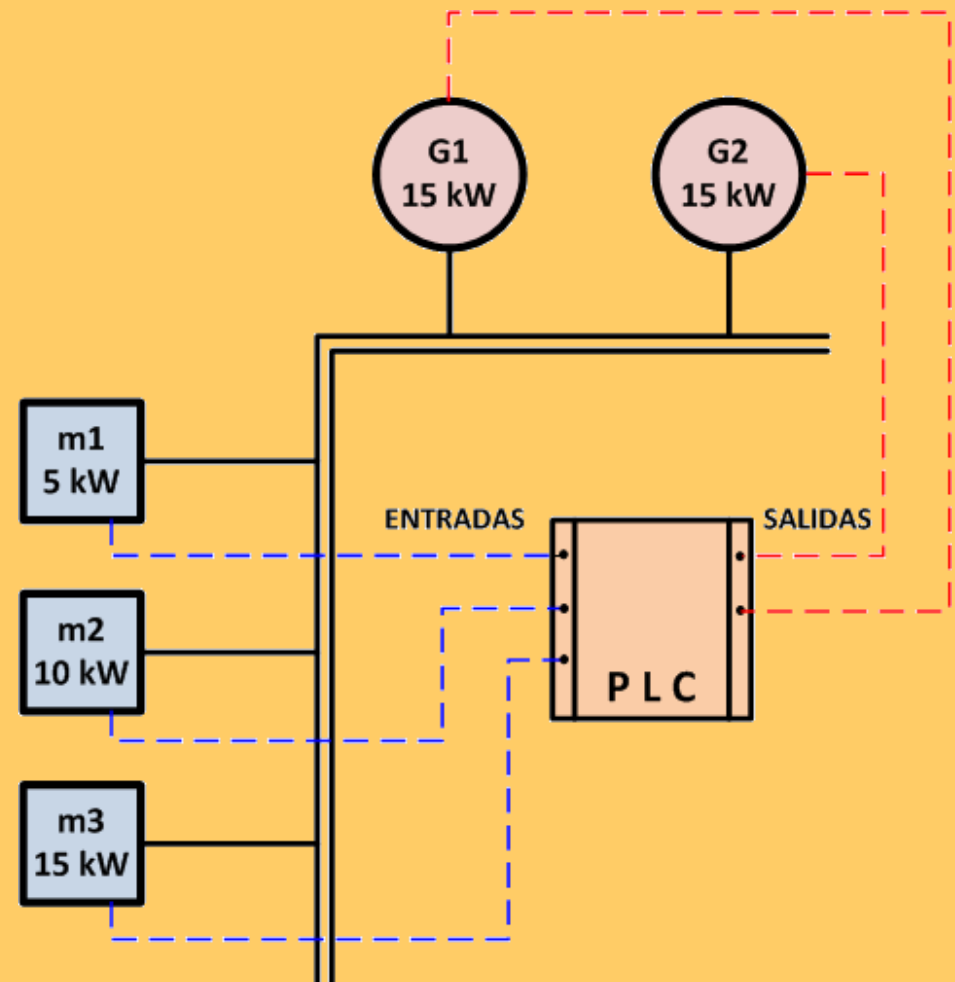 G1
15 kW
G2
15 kW
m1
5 kW
ENTRADAS
SALIDAS
m2
10 kW
P L C
m3
15 kW